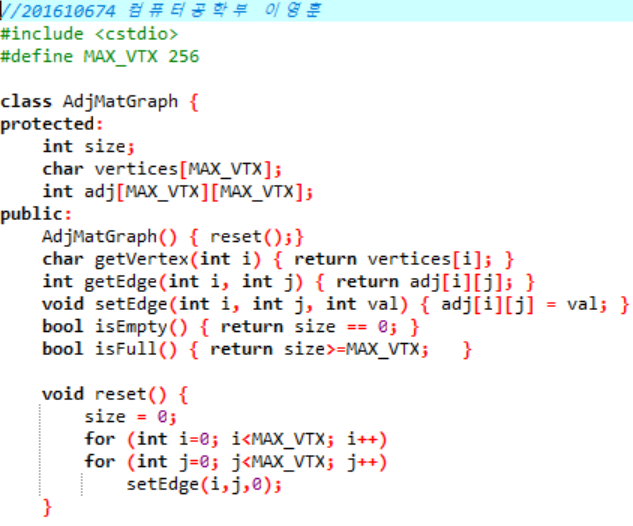 //201610674 컴퓨터공학부 이영훈
#include <cstdio>
#define MAX_VTX 256

class AdjMatGraph {
protected:
    int size;
    char vertices[MAX_VTX];
    int adj[MAX_VTX][MAX_VTX];
public:
    AdjMatGraph() { reset();}
    char getVertex(int i) { return vertices[i]; }
    int getEdge(int i, int j) { return adj[i][j]; }
    void setEdge(int i, int j, int val) { adj[i][j] = val; }
    bool isEmpty() { return size == 0; }
    bool isFull() { return size>=MAX_VTX;   }

    void reset() {
        size = 0;
        for (int i=0; i<MAX_VTX; i++)
        for (int j=0; j<MAX_VTX; j++)
            setEdge(i,j,0);
    }